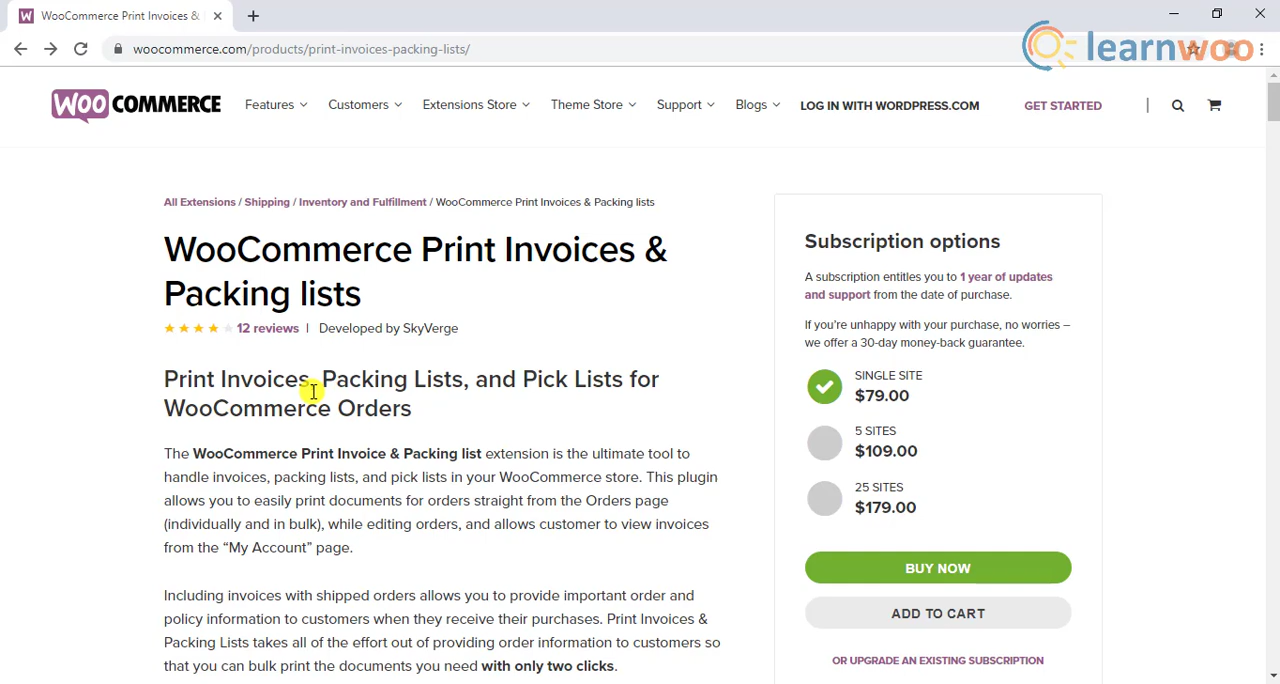 WooCommerce Print Invoices &
woocommerce.com/products/print-invoices-packing-lists/
learnwoo
WOO COMMERCE
Features
Customers
Extensions Store
Theme Store
Support
Blogs
LOG IN WITH WORDPRESS.COM
GET STARTED
All Extensions / Shipping / Inventory and Fulfillment / WooCommerce Print Invoices & Packing lists
WooCommerce Print Invoices &
Packing lists
12 reviews | Developed by SkyVerge
Print Invoices, Packing Lists, and Pick Lists for
WooCommerce Orders
The WooCommerce Print Invoice & Packing list extension is the ultimate tool to
handle invoices, packing lists, and pick lists in your WooCommerce store. This plugin
allows you to easily print documents for orders straight from the Orders page
(individually and in bulk), while editing orders, and allows customer to view invoices
from the “My Account” page.
Including invoices with shipped orders allows you to provide important order and
policy information to customers when they receive their purchases. Print Invoices &
Packing Lists takes all of the effort out of providing order information to customers so
that you can bulk print the documents you need with only two clicks.
Subscription options
A subscription entitles you to 1 year of updates
and support from the date of purchase.
If you’re unhappy with your purchase, no worries –
we offer a 30-day money-back guarantee.
SINGLE SITE
$79.00
5 SITES
$109.00
25 SITES
$179.00
BUY NOW
ADD TO CART
OR UPGRADE AN EXISTING SUBSCRIPTION